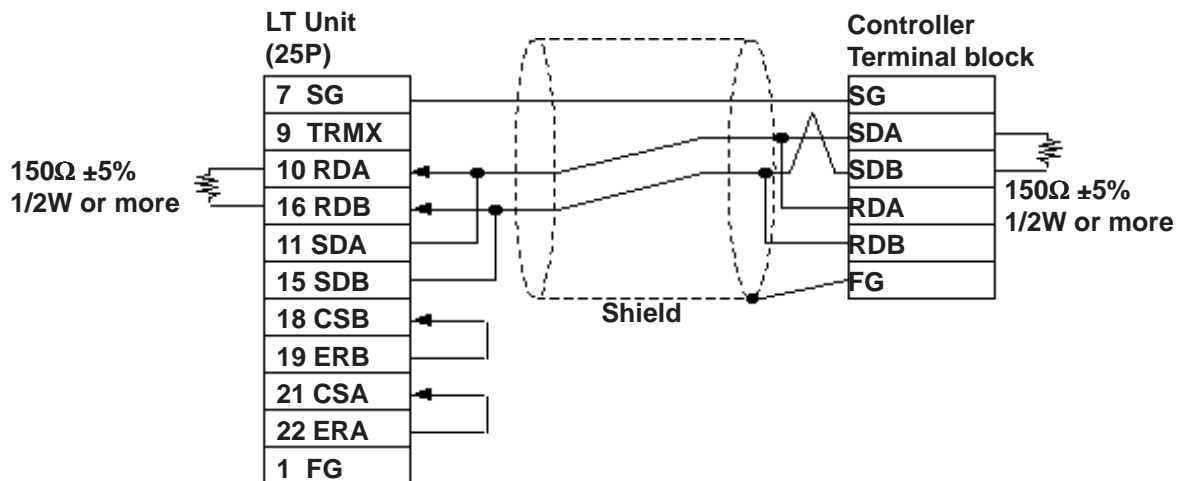 LT Unit
(25P)
Controller
Terminal block
7 SG
9 TRMX
10 RDA
16 RDB
11 SDA
15 SDB
18 CSB
19 ERB
21 CSA
22 ERA
1 FG
150Ω ±5%
1/2W or more
Shield
SG
SDA
SDB
RDA
RDB
FG
150Ω ±5%
1/2W or more